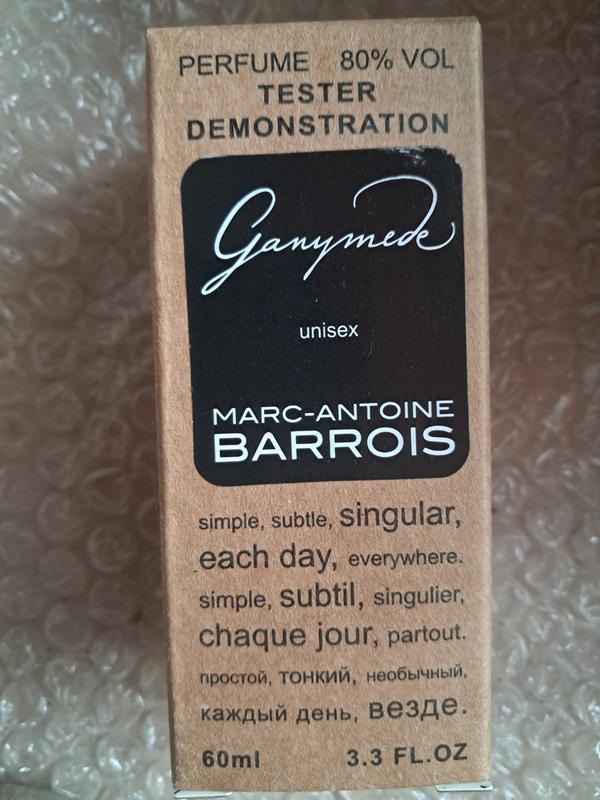 PERFUME 80% VOL
TESTER
DEMONSTRATION
Ganymede
unisex
MARC-ANTOINE
BARROIS
simple, subtle, singular,
each day, everywhere.
simple, subtil, singulier,
chaque jour, partout.
простой, тонкий, необычный,
каждый день, везде.
60ml 3.3 FL.OZ